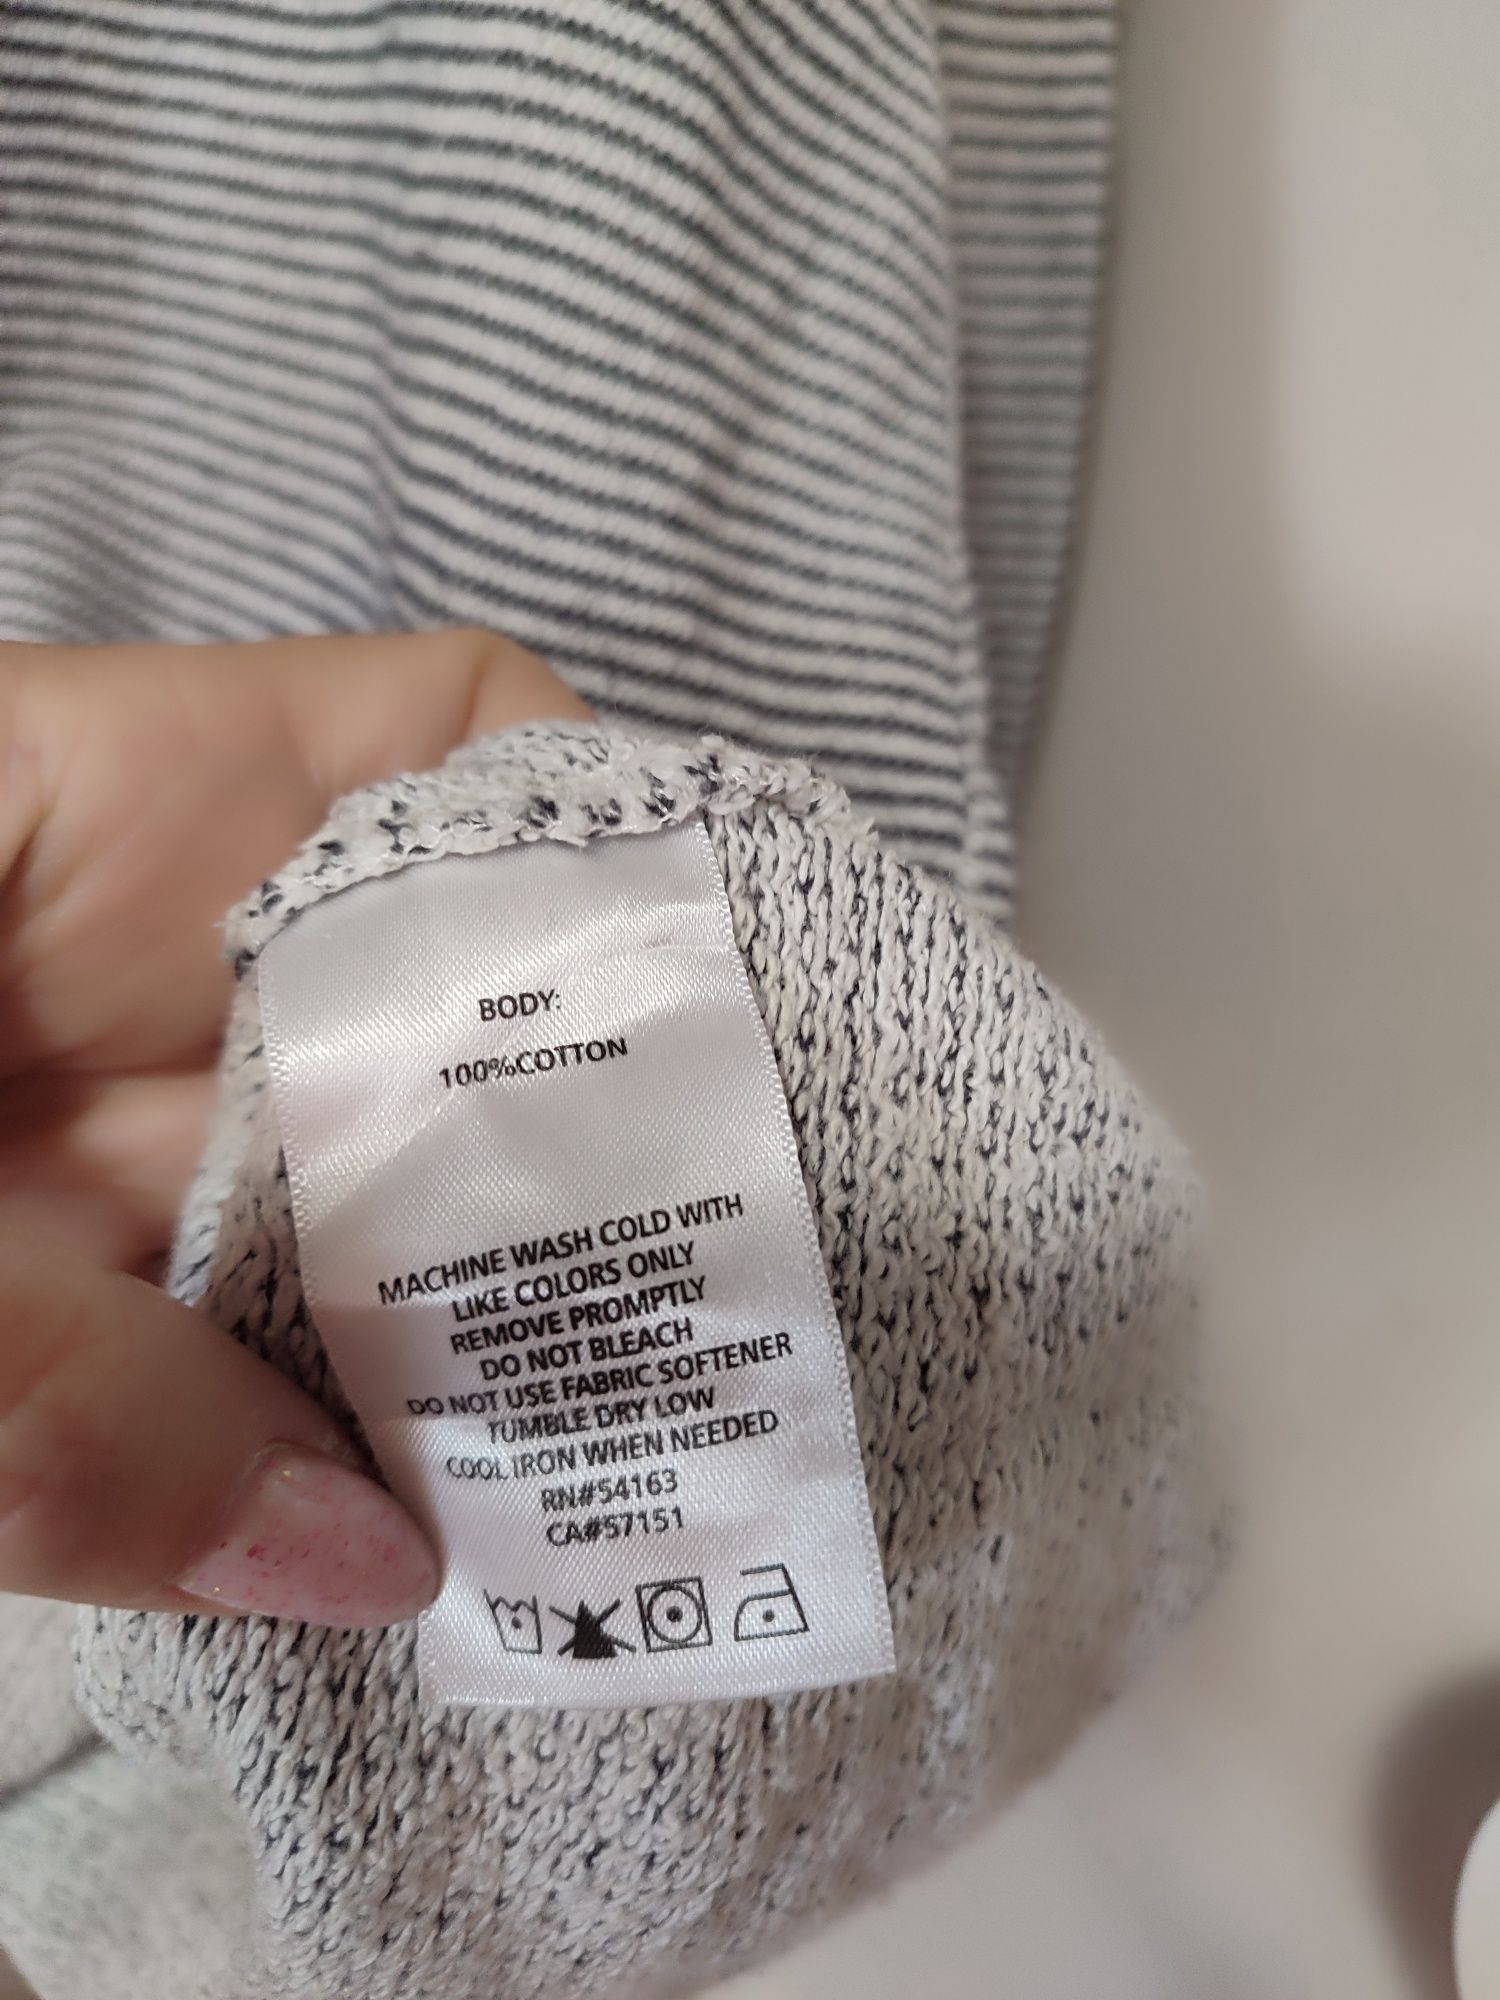 BODY:
100%COTTON
MACHINE WASH COLD WITH
LIKE COLORS ONLY
REMOVE PROMPTLY
DO NOT BLEACH
DO NOT USE FABRIC SOFTENER
TUMBLE DRY LOW
COOL IRON WHEN NEEDED
RN#54163
CA#57151